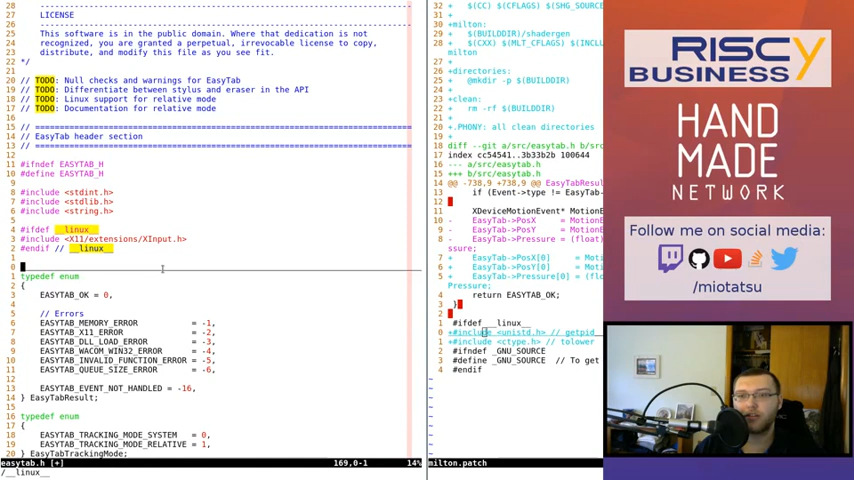 28 ----------------------------------------------------------------------------
27 LICENSE
26 ----------------------------------------------------------------------------
25 This software is in the public domain. Where that dedication is not
24 recognized, you are granted a perpetual, irrevocable license to copy,
23 distribute, and modify this file as you see fit.
22 */
21
20 // TODO: Null checks and warnings for EasyTab
19 // TODO: Differentiate between stylus and eraser in the API
18 // TODO: Linux support for relative mode
17 // TODO: Documentation for relative mode
16
15 // =====================================================================
14 // EasyTab header section
13 // =====================================================================
12
11 #ifndef EASYTAB_H
10 #define EASYTAB_H
9
8 #include <stdint.h>
7 #include <stdlib.h>
6 #include <string.h>
5
4 #ifdef __linux__
3 #include <X11/extensions/XInput.h>
2 #endif // __linux__
1
0
1 typedef enum
2 {
3 EASYTAB_OK = 0,
4
5 // Errors
6 EASYTAB_MEMORY_ERROR = -1,
7 EASYTAB_X11_ERROR = -2,
8 EASYTAB_DLL_LOAD_ERROR = -3,
9 EASYTAB_WACOM_WIN32_ERROR = -4,
10 EASYTAB_INVALID_FUNCTION_ERROR = -5,
11 EASYTAB_QUEUE_SIZE_ERROR = -6,
12
13 EASYTAB_EVENT_NOT_HANDLED = -16,
14 } EasyTabResult;
15
16 typedef enum
17 {
18 EASYTAB_TRACKING_MODE_SYSTEM = 0,
19 EASYTAB_TRACKING_MODE_RELATIVE = 1,
20 } EasyTabTrackingMode;
easytab.h [+] 169,0-1 14%
/__linux__
32 + $(CC) $(CFLAGS) $(SHG_SOURCE
31 +
30 +milton:
29 + $(BUILDDIR)/shadergen
28 + $(CXX) $(MLT_CFLAGS) $(INCLU
milton
27 +
26 +directories:
25 + @mkdir -p $(BUILDDIR)
24 +
23 +clean:
22 + rm -rf $(BUILDDIR)
21 +
20 +.PHONY: all clean directories
19 +
18 diff --git a/src/easytab.h b/sr
17 index cc54541..3b33b2b 100644
16 --- a/src/easytab.h
15 +++ b/src/easytab.h
14 @@ -738,9 +738,9 @@ EasyTabResul
13 if (Event->type != EasyTab-
12
11 XDeviceMotionEvent* MotionE
10 - EasyTab->PosX = MotionE
9 - EasyTab->PosY = MotionE
8 - EasyTab->Pressure = (float)
ssure;
7 + EasyTab->PosX[0] = Moti
6 + EasyTab->PosY[0] = Moti
5 + EasyTab->Pressure[0] = (floa
Pressure;
4 return EASYTAB_OK;
3 }
2
1 #ifdef __linux__
0 +#include <unistd.h> // getpid
1 +#include <ctype.h> // tolower
2 #ifndef _GNU_SOURCE
3 #define _GNU_SOURCE // To get
4 #endif
~
~
~
~
~
~
~
~
~
milton.patch
RISCY
BUSINESS
HAND
MADE
NETWORK
Follow me on social media:
/miotatsu